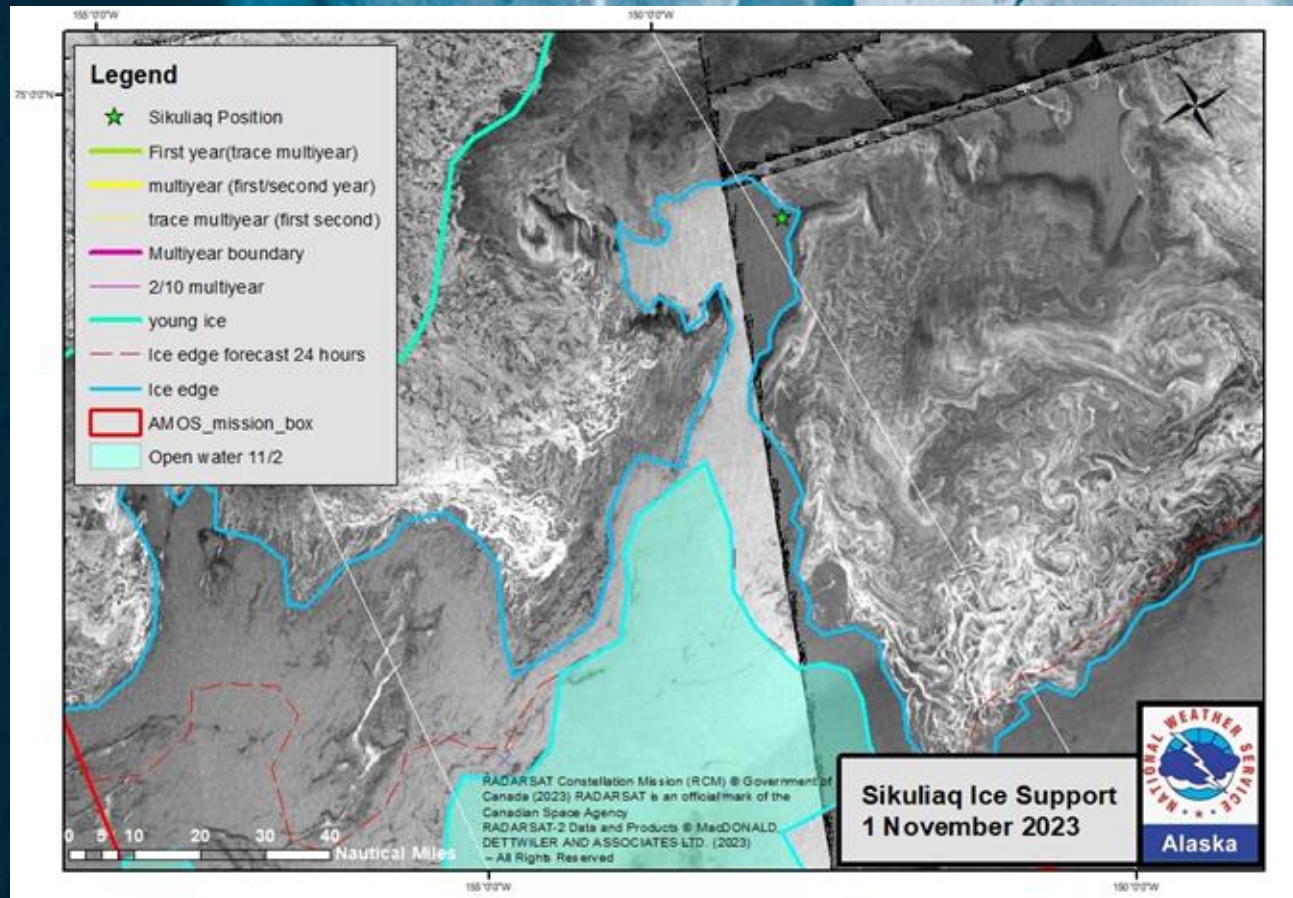 155°0'0"W
150°0'0"W
75°0'0"N
Legend
Sikuliaq Position
First year(trace multiyear)
multiyear (first/second year)
trace multiyear (first second)
Multiyear boundary
2/10 multiyear
young ice
Ice edge forecast 24 hours
Ice edge
AMOS_mission_box
Open water 11/2
0 5 10 20 30 40
Nautical Miles
RADARSAT Constellation Mission (RCM) © Government of
Canada (2023) RADARSAT is an official mark of the
Canadian Space Agency
RADARSAT-2 Data and Products © MacDONALD,
DETTWILER AND ASSOCIATES LTD. (2023)
– All Rights Reserved
Sikuliaq Ice Support
1 November 2023
NATIONAL WEATHER SERVICE
Alaska
155°0'0"W
150°0'0"W